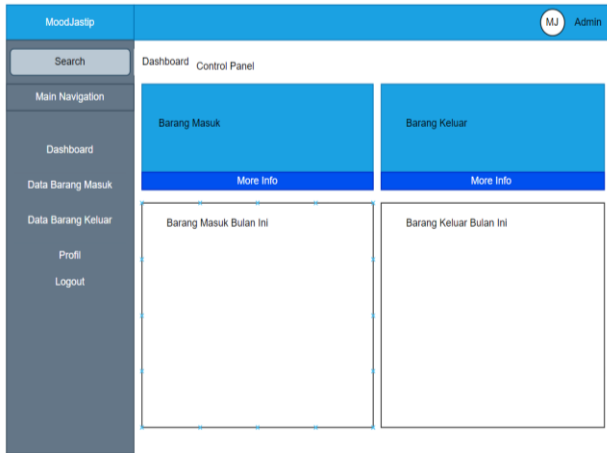 MoodJastip
MJ Admin
Search
Main Navigation
Dashboard
Data Barang Masuk
Data Barang Keluar
Profil
Logout
Dashboard Control Panel
Barang Masuk
More Info
Barang Keluar
More Info
Barang Masuk Bulan Ini
Barang Keluar Bulan Ini